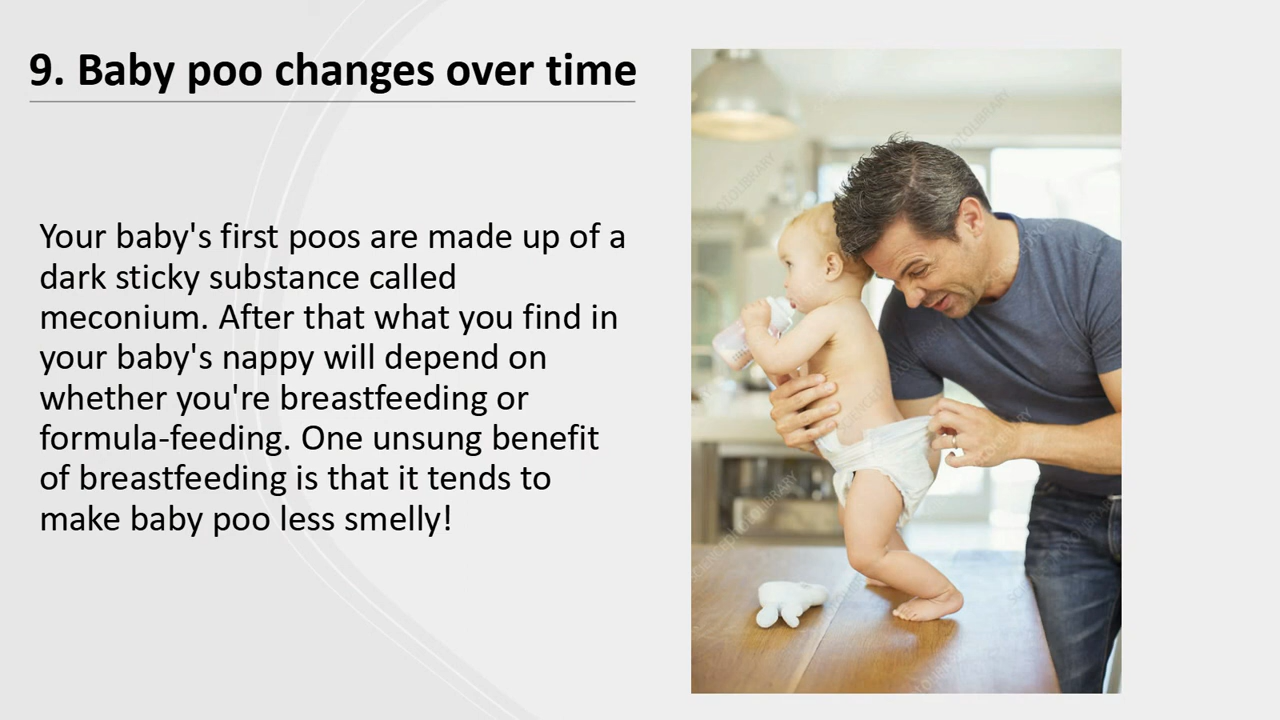 9. Baby poo changes over time
Your baby's first poos are made up of a
dark sticky substance called
meconium. After that what you find in
your baby's nappy will depend on
whether you're breastfeeding or
formula-feeding. One unsung benefit
of breastfeeding is that it tends to
make baby poo less smelly!